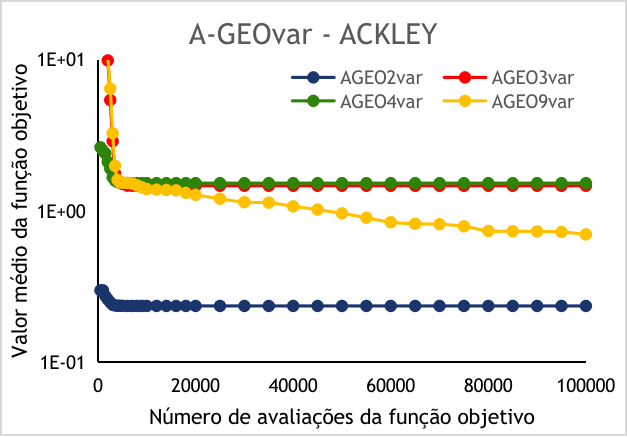 A-GEOvar - ACKLEY
AGEO2var
AGEO3var
AGEO4var
AGEO9var
Valor médio da função objetivo
1E+01
1E+00
1E-01
0
20000
40000
60000
80000
100000
Número de avaliações da função objetivo